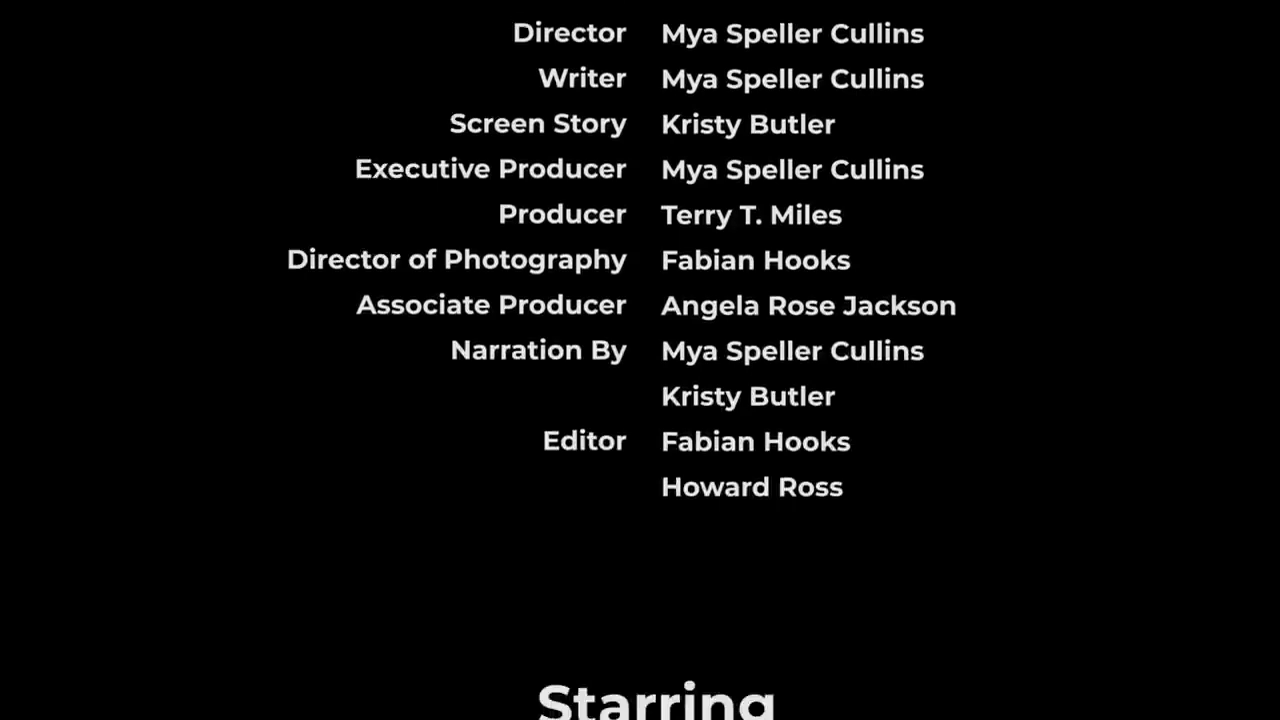 Director Mya Speller Cullins
Writer Mya Speller Cullins
Screen Story Kristy Butler
Executive Producer Mya Speller Cullins
Producer Terry T. Miles
Director of Photography Fabian Hooks
Associate Producer Angela Rose Jackson
Narration By Mya Speller Cullins
Kristy Butler
Editor Fabian Hooks
Howard Ross
Starring